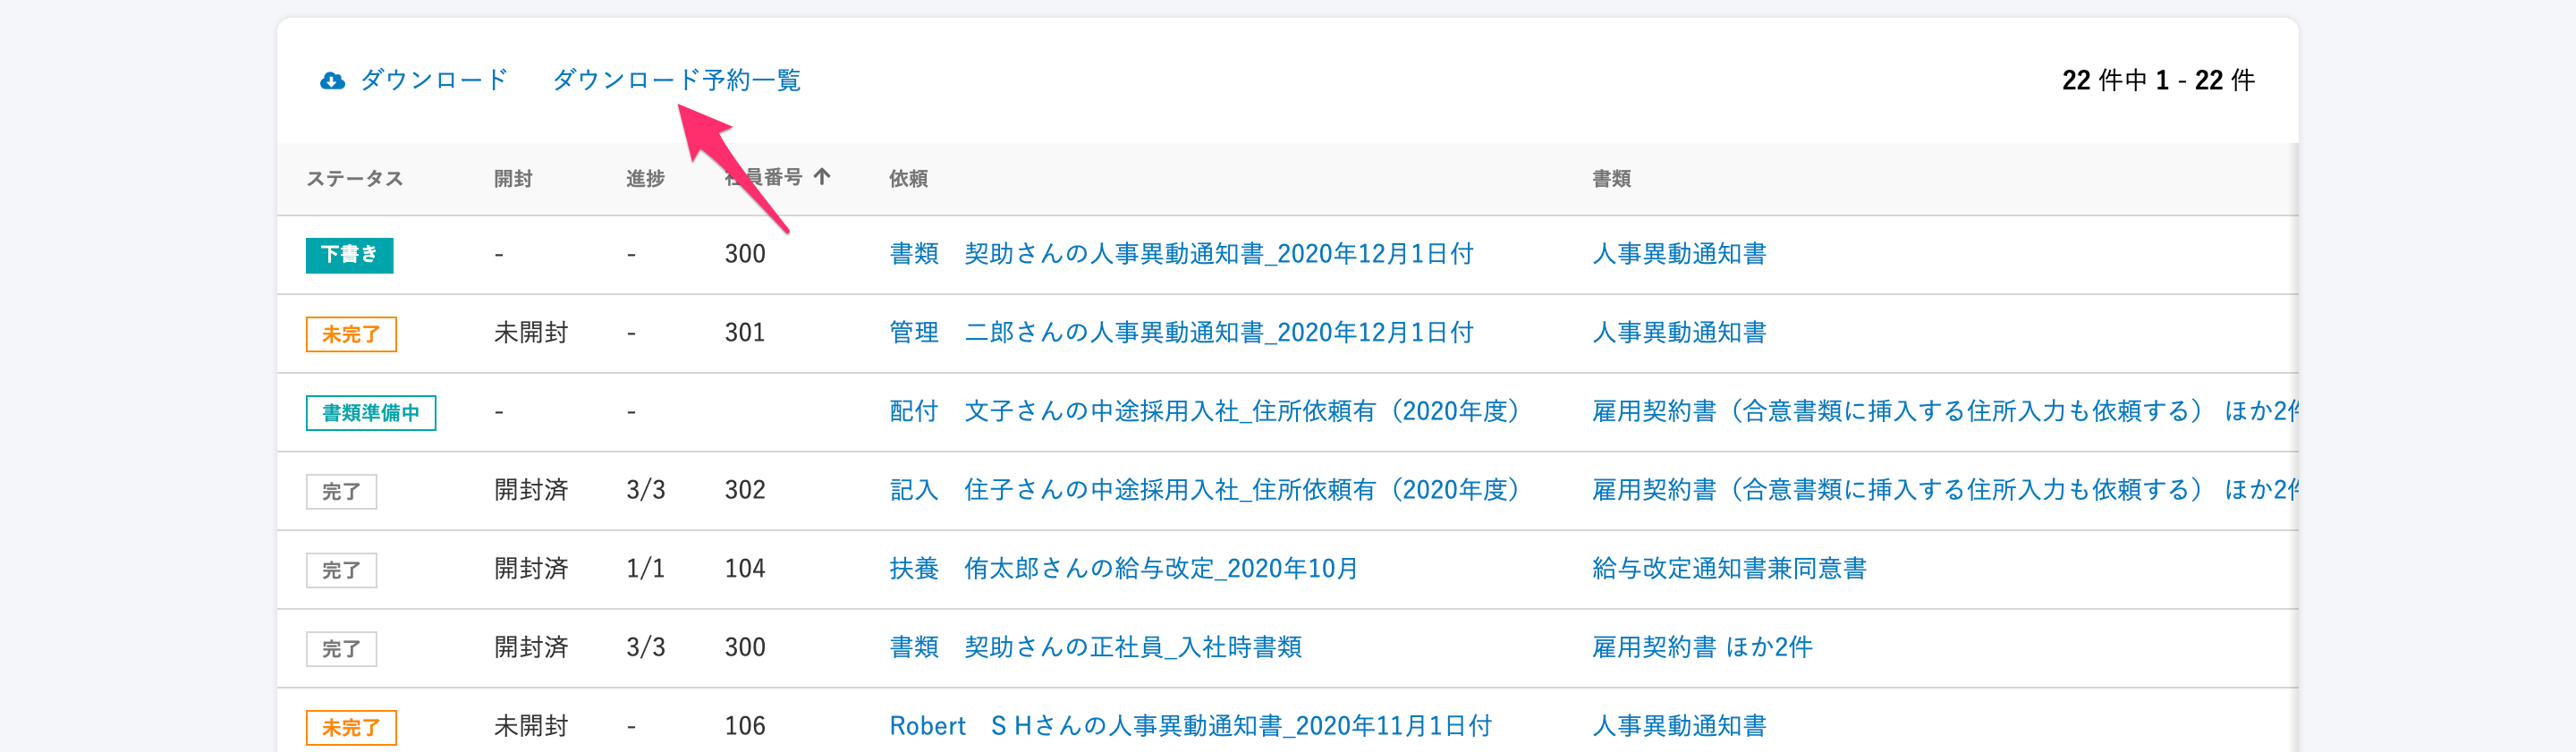 ダウンロード ダウンロード予約一覧 22 件中 1 - 22 件
ステータス 開封 進捗 社員番号 ↑ 依頼 書類
下書き - - 300 書類　契助さんの人事異動通知書_2020年12月1日付 人事異動通知書
未完了 未開封 - 301 管理　二郎さんの人事異動通知書_2020年12月1日付 人事異動通知書
書類準備中 - - 配付　文子さんの中途採用入社_住所依頼有（2020年度） 雇用契約書（合意書類に挿入する住所入力も依頼する） ほか2件
完了 開封済 3/3 302 記入　住子さんの中途採用入社_住所依頼有（2020年度） 雇用契約書（合意書類に挿入する住所入力も依頼する） ほか2件
完了 開封済 1/1 104 扶養　侑太郎さんの給与改定_2020年10月 給与改定通知書兼同意書
完了 開封済 3/3 300 書類　契助さんの正社員_入社時書類 雇用契約書 ほか2件
未完了 未開封 - 106 Robert　S Hさんの人事異動通知書_2020年11月1日付 人事異動通知書